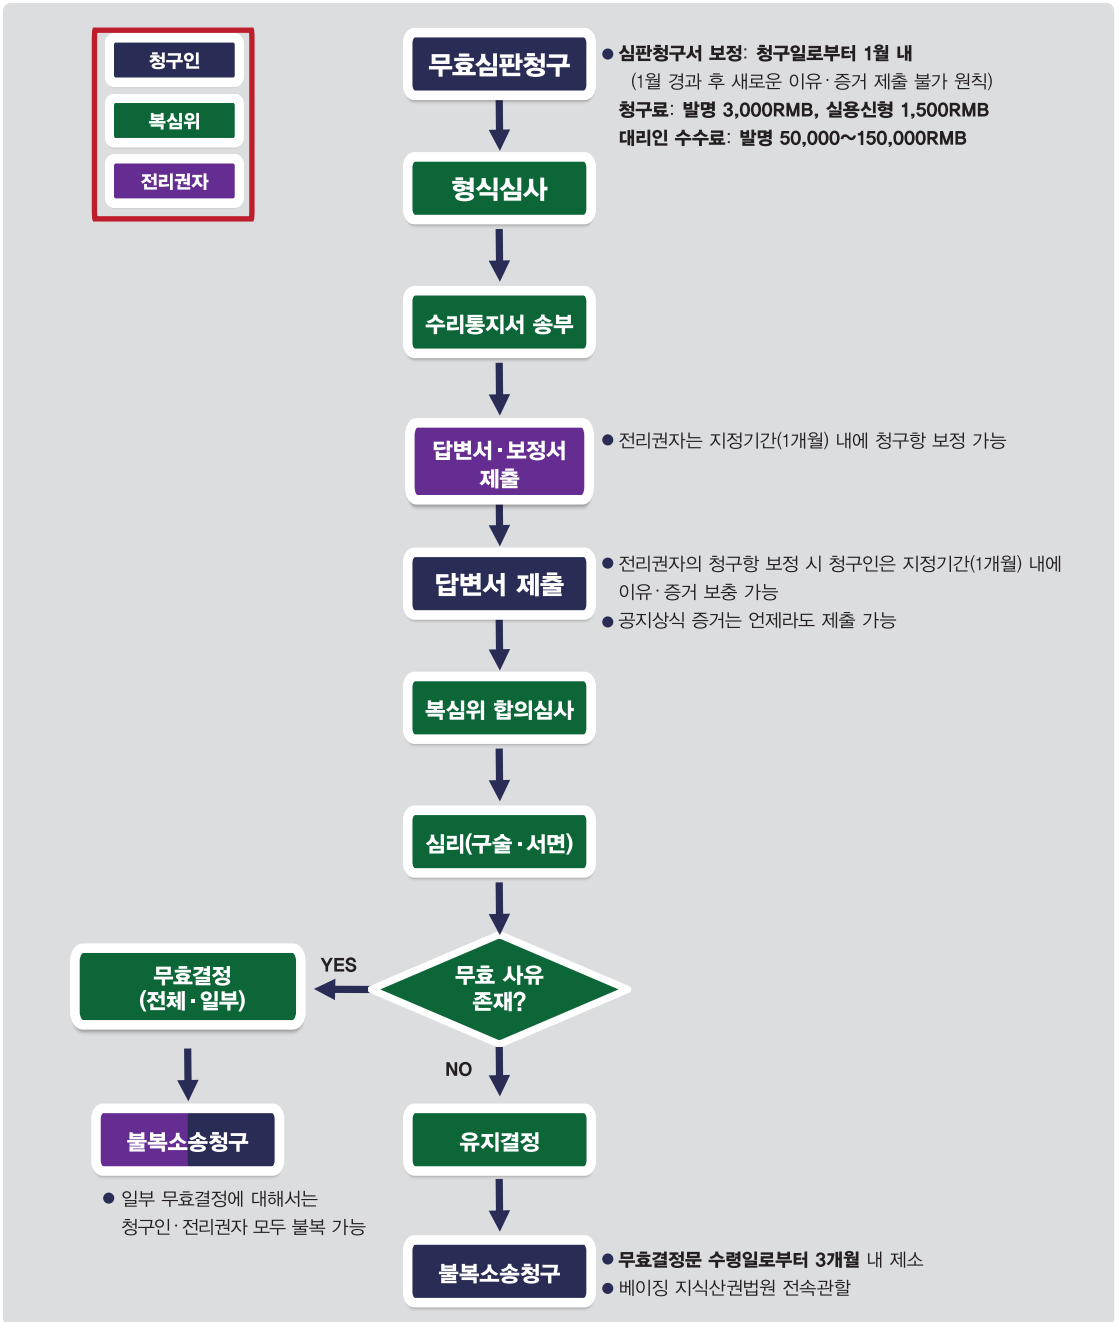 청구인
복심위
전리권자
무효심판청구
● 심판청구서 보정: 청구일로부터 1월 내
(1월 경과 후 새로운 이유·증거 제출 불가 원칙)
청구료: 발명 3,000RMB, 실용신형 1,500RMB
대리인 수수료: 발명 50,000~150,000RMB
형식심사
수리통지서 송부
답변서·보정서
제출
● 전리권자는 지정기간(1개월) 내에 청구항 보정 가능
답변서 제출
● 전리권자의 청구항 보정 시 청구인은 지정기간(1개월) 내에
이유·증거 보충 가능
● 공지상식 증거는 언제라도 제출 가능
복심위 합의심사
심리(구술·서면)
무효 사유
존재?
YES
무효결정
(전체·일부)
NO
불복소송청구
● 일부 무효결정에 대해서는
청구인·전리권자 모두 불복 가능
유지결정
불복소송청구
● 무효결정문 수령일로부터 3개월 내 제소
● 베이징 지식산권법원 전속관할